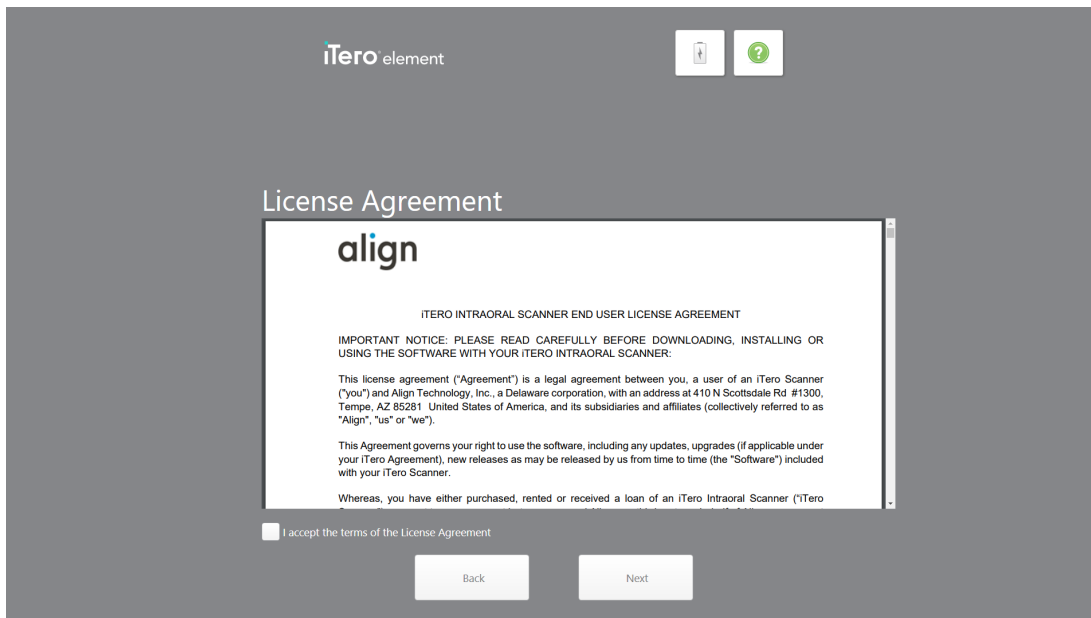 iTero element
License Agreement
align
iTERO INTRAORAL SCANNER END USER LICENSE AGREEMENT
IMPORTANT NOTICE: PLEASE READ CAREFULLY BEFORE DOWNLOADING, INSTALLING OR
USING THE SOFTWARE WITH YOUR iTERO INTRAORAL SCANNER:
This license agreement (“Agreement”) is a legal agreement between you, a user of an iTero Scanner
("you") and Align Technology, Inc., a Delaware corporation, with an address at 410 N Scottsdale Rd #1300,
Tempe, AZ 85281 United States of America, and its subsidiaries and affiliates (collectively referred to as
"Align", "us" or "we").
This Agreement governs your right to use the software, including any updates, upgrades (if applicable under
your iTero Agreement), new releases as may be released by us from time to time (the "Software") included
with your iTero Scanner.
Whereas, you have either purchased, rented or received a loan of an iTero Intraoral Scanner (“iTero
I accept the terms of the License Agreement
Back
Next